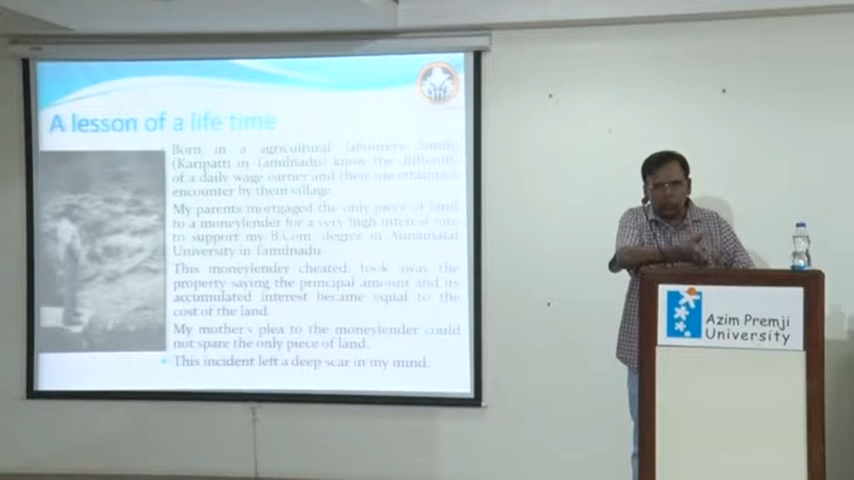 A lesson of a life time
Born in a agricultural labourers family
(Karipatti in Tamilnadu) know the difficulty
of a daily wage earner and their uncertainties
encounter by them village.
My parents mortgaged the only piece of land
to a moneylender for a very high interest rate
to support my B.Com. degree in Annamalai
University in Tamilnadu.
This moneylender cheated: took away the
property saying the principal amount and its
accumulated interest became equal to the
cost of the land.
My mother's plea to the moneylender could
not spare the only piece of land.
This incident left a deep scar in my mind.
Azim Premji
University